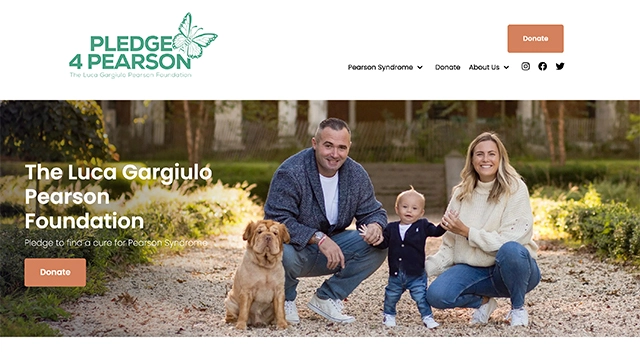 PLEDGE
4 PEARSON
The Luca Gargiulo Pearson Foundation
Donate
Pearson Syndrome
Donate
About Us
The Luca Gargiulo
Pearson
Foundation
Pledge to find a cure for Pearson Syndrome
Donate